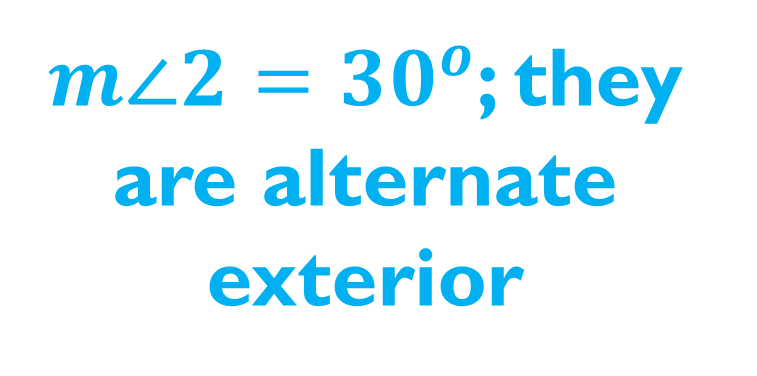 m∠2 = 30°; they
are alternate
exterior